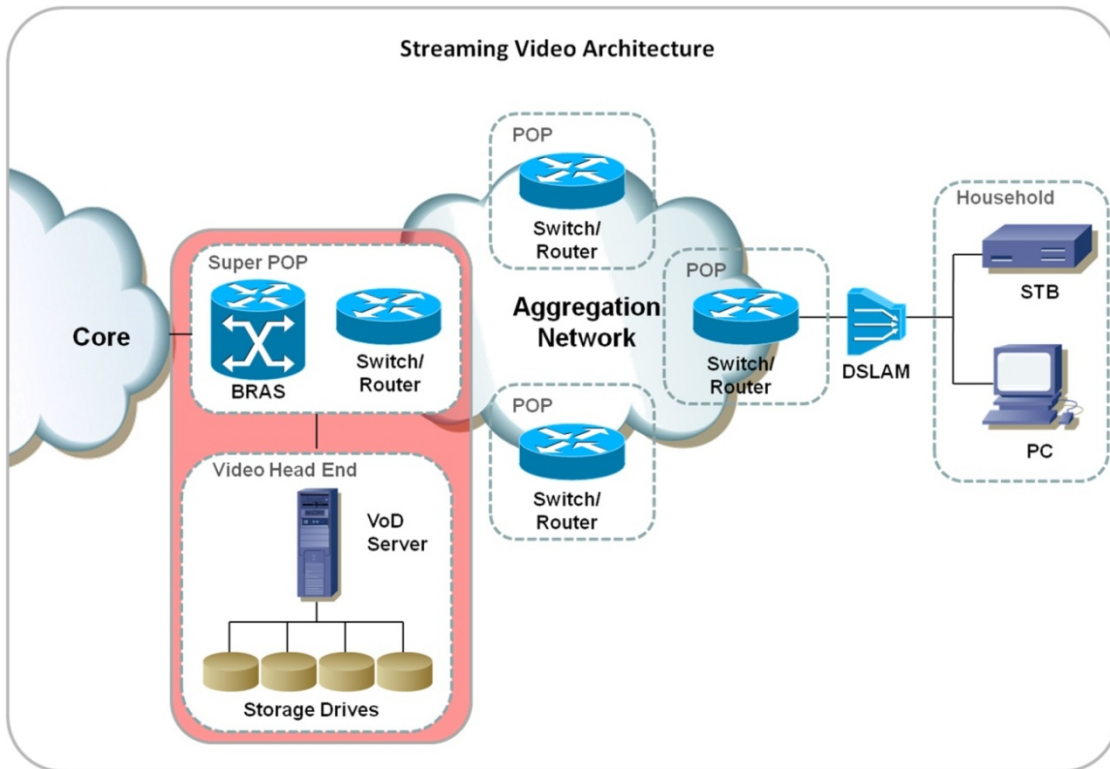 Streaming Video Architecture
POP
Switch/
Router
Household
STB
PC
Super POP
BRAS
Switch/
Router
Core
Aggregation
Network
POP
Switch/
Router
DSLAM
POP
Switch/
Router
Video Head End
VoD
Server
Storage Drives